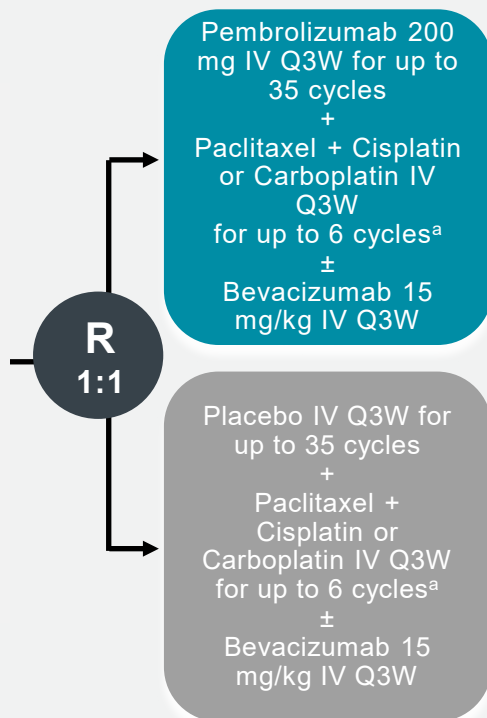 Pembrolizumab 200
mg IV Q3W for up to
35 cycles
+
Paclitaxel + Cisplatin
or Carboplatin IV
Q3W
for up to 6 cyclesᵃ
±
Bevacizumab 15
mg/kg IV Q3W
R
1:1
Placebo IV Q3W for
up to 35 cycles
+
Paclitaxel +
Cisplatin or
Carboplatin IV Q3W
for up to 6 cyclesᵃ
±
Bevacizumab 15
mg/kg IV Q3W